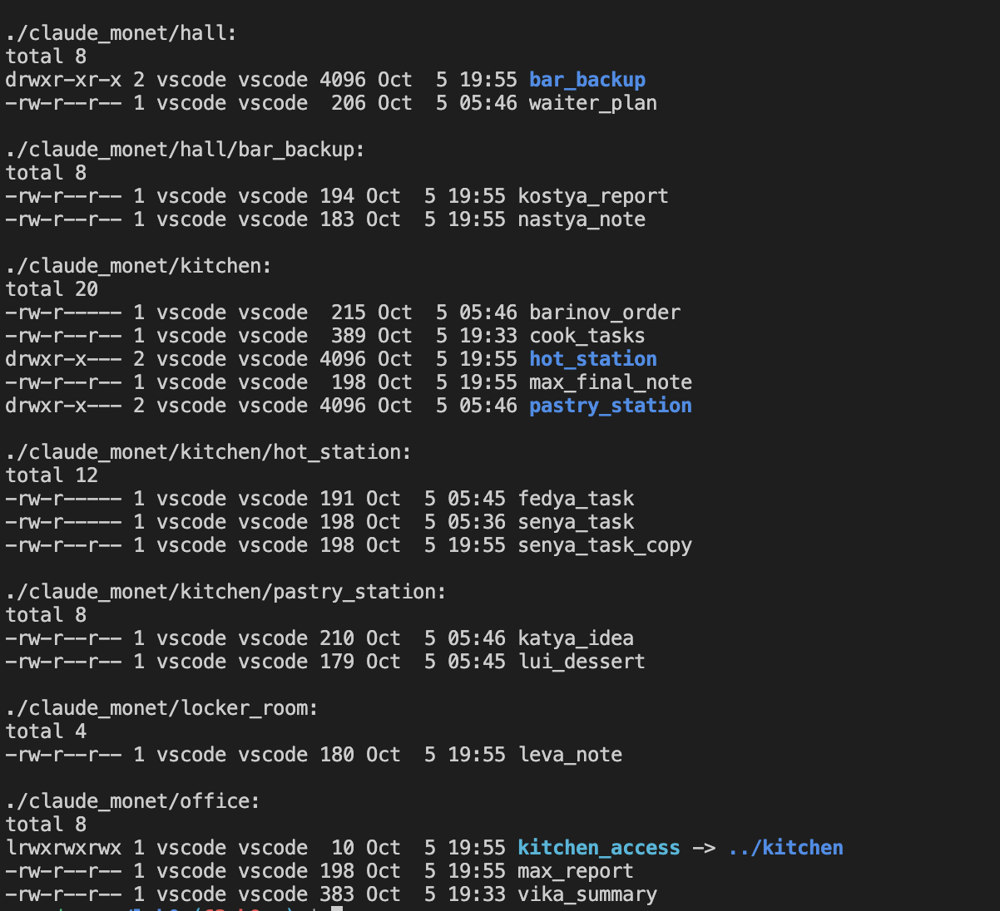 ./claude_monet/hall:
total 8
drwxr-xr-x 2 vscode vscode 4096 Oct  5 19:55 bar_backup
-rw-r--r-- 1 vscode vscode  206 Oct  5 05:46 waiter_plan

./claude_monet/hall/bar_backup:
total 8
-rw-r--r-- 1 vscode vscode 194 Oct  5 19:55 kostya_report
-rw-r--r-- 1 vscode vscode 183 Oct  5 19:55 nastya_note

./claude_monet/kitchen:
total 20
-rw-r----- 1 vscode vscode  215 Oct  5 05:46 barinov_order
-rw-r--r-- 1 vscode vscode  389 Oct  5 19:33 cook_tasks
drwxr-x--- 2 vscode vscode 4096 Oct  5 19:55 hot_station
-rw-r--r-- 1 vscode vscode  198 Oct  5 19:55 max_final_note
drwxr-x--- 2 vscode vscode 4096 Oct  5 05:46 pastry_station

./claude_monet/kitchen/hot_station:
total 12
-rw-r----- 1 vscode vscode 191 Oct  5 05:45 fedya_task
-rw-r----- 1 vscode vscode 198 Oct  5 05:36 senya_task
-rw-r--r-- 1 vscode vscode 198 Oct  5 19:55 senya_task_copy

./claude_monet/kitchen/pastry_station:
total 8
-rw-r--r-- 1 vscode vscode 210 Oct  5 05:46 katya_idea
-rw-r--r-- 1 vscode vscode 179 Oct  5 05:45 lui_dessert

./claude_monet/locker_room:
total 4
-rw-r--r-- 1 vscode vscode 180 Oct  5 19:55 leva_note

./claude_monet/office:
total 8
lrwxrwxrwx 1 vscode vscode  10 Oct  5 19:55 kitchen_access -> ../kitchen
-rw-r--r-- 1 vscode vscode 198 Oct  5 19:55 max_report
-rw-r--r-- 1 vscode vscode 383 Oct  5 19:33 vika_summary